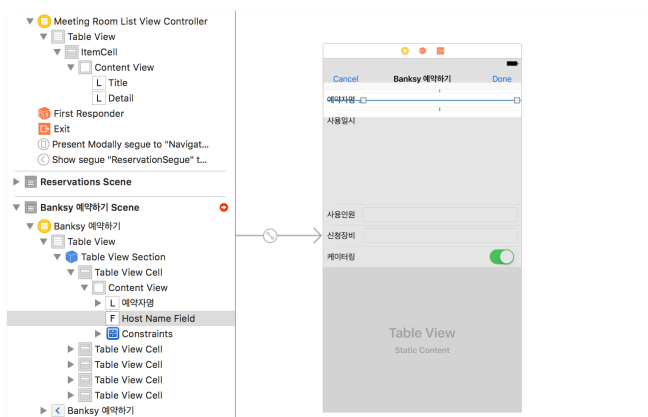 Meeting Room List View Controller
Table View
ItemCell
Content View
L Title
L Detail
First Responder
Exit
Present Modally segue to "Navigat...
Show segue "ReservationSegue" t...
Reservations Scene
Banksy 예약하기 Scene
Banksy 예약하기
Table View
Table View Section
Table View Cell
Content View
L 예약자명
F Host Name Field
Constraints
Table View Cell
Table View Cell
Table View Cell
Table View Cell
Banksy 예약하기
Cancel Banksy 예약하기 Done
예약자명
사용일시
사용인원
신청장비
케이터링
Table View
Static Content